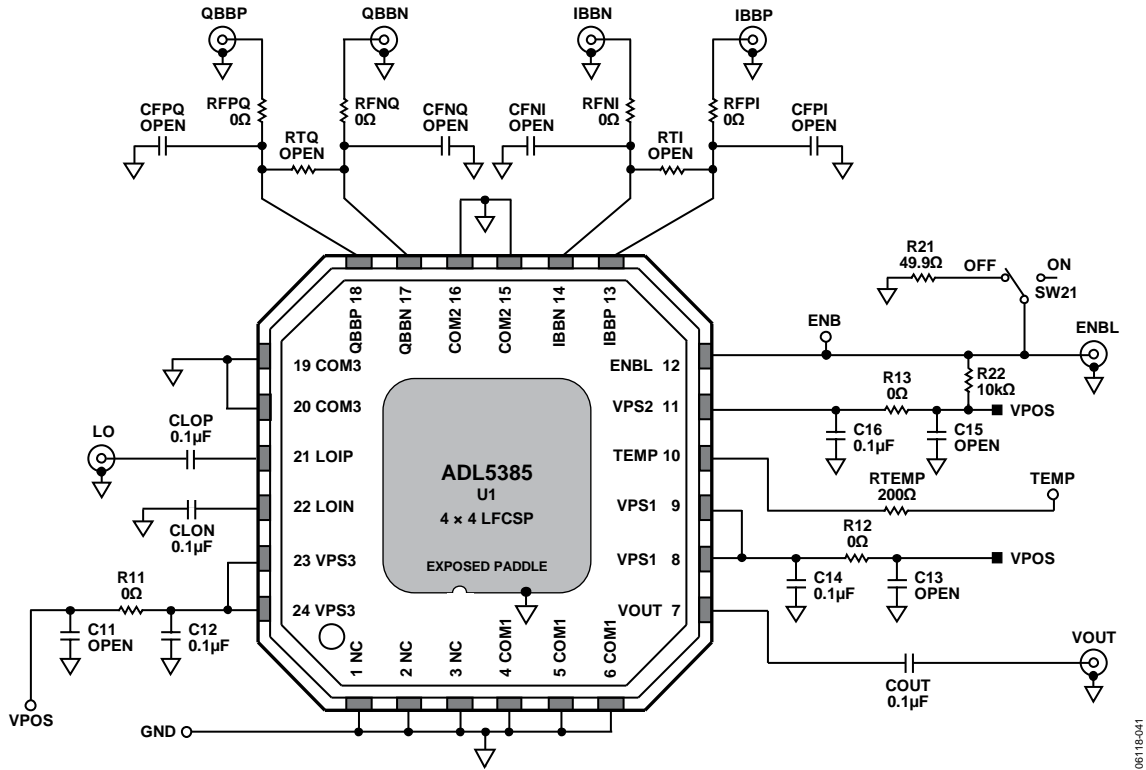 QBBP
QBBN
IBBN
IBBP
CFPQ
OPEN
RFPQ
0Ω
RTQ
OPEN
RFNQ
0Ω
CFNQ
OPEN
CFNI
OPEN
RFNI
0Ω
RTI
OPEN
RFPI
0Ω
CFPI
OPEN
R21
49.9Ω
OFF
ON
SW21
ENB
ENBL
QBBP 18
QBBN 17
COM2 16
COM2 15
IBBN 14
IBBP 13
19 COM3
20 COM3
21 LOIP
22 LOIN
23 VPS3
24 VPS3
ENBL 12
VPS2 11
TEMP 10
VPS1 9
VPS1 8
VOUT 7
ADL5385
U1
4 × 4 LFCSP
EXPOSED PADDLE
1 NC
2 NC
3 NC
4 COM1
5 COM1
6 COM1
LO
CLOP
0.1µF
CLON
0.1µF
R11
0Ω
C11
OPEN
C12
0.1µF
VPOS
GND
R13
0Ω
R22
10kΩ
VPOS
C16
0.1µF
C15
OPEN
RTEMP
200Ω
TEMP
R12
0Ω
VPOS
C14
0.1µF
C13
OPEN
VOUT
COUT
0.1µF
06118-041